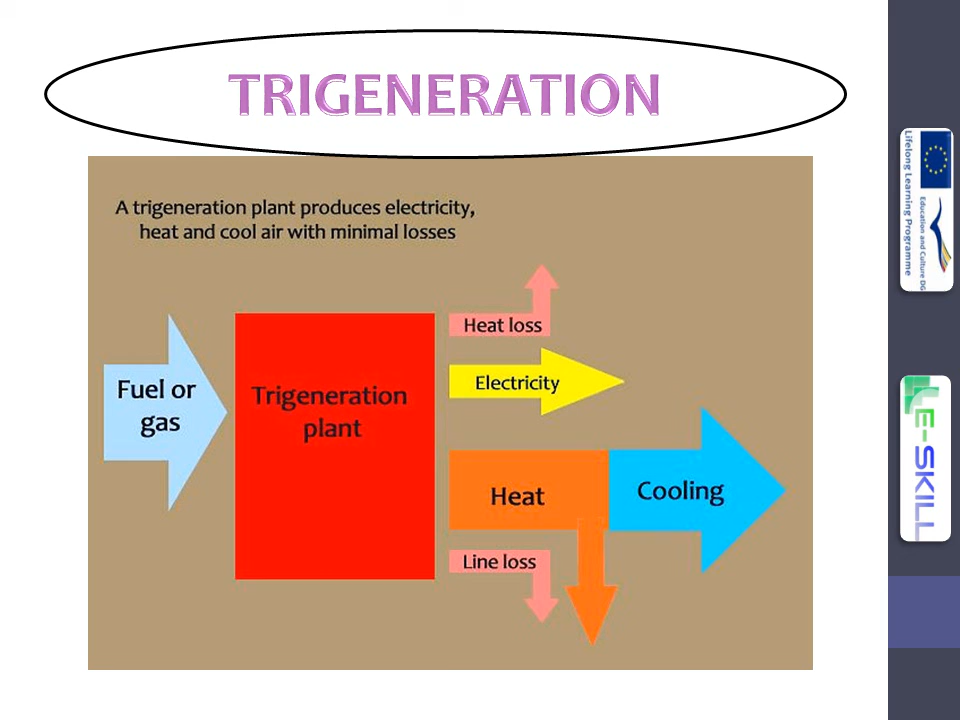 TRIGENERATION
A trigeneration plant produces electricity,
heat and cool air with minimal losses
Heat loss
Fuel or
gas
Trigeneration
plant
Electricity
Heat
Cooling
Line loss
Lifelong Learning Programme
Education and Culture DG
E-SKILL